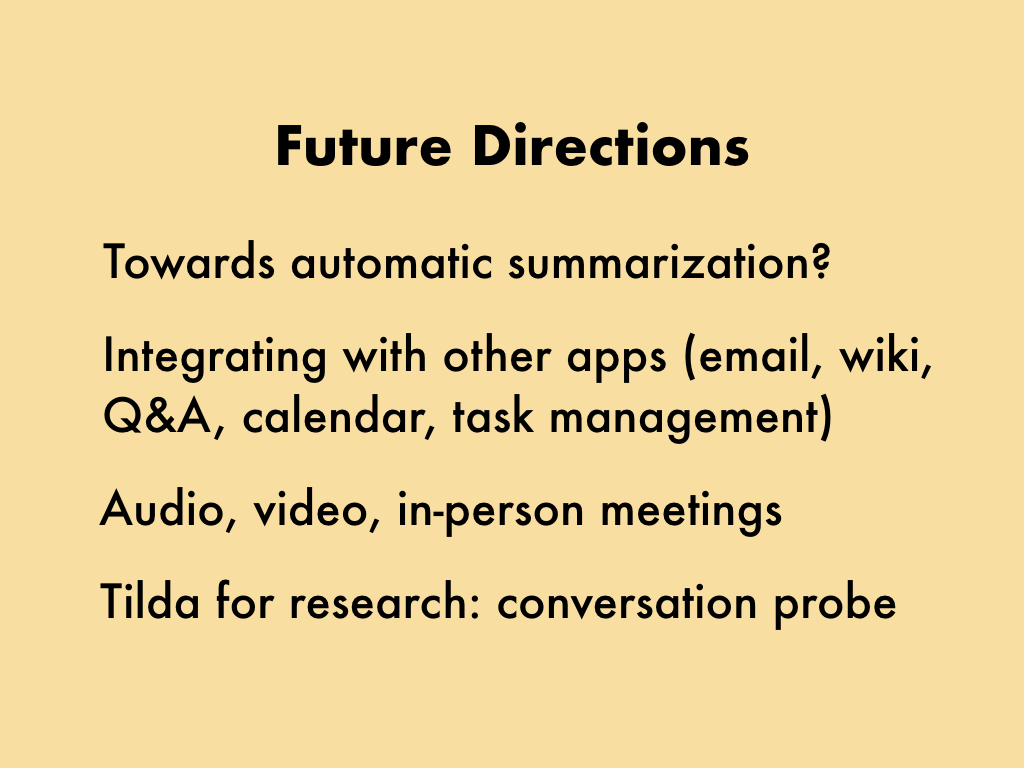 Future Directions
Towards automatic summarization?
Integrating with other apps (email, wiki,
Q&A, calendar, task management)
Audio, video, in-person meetings
Tilda for research: conversation probe